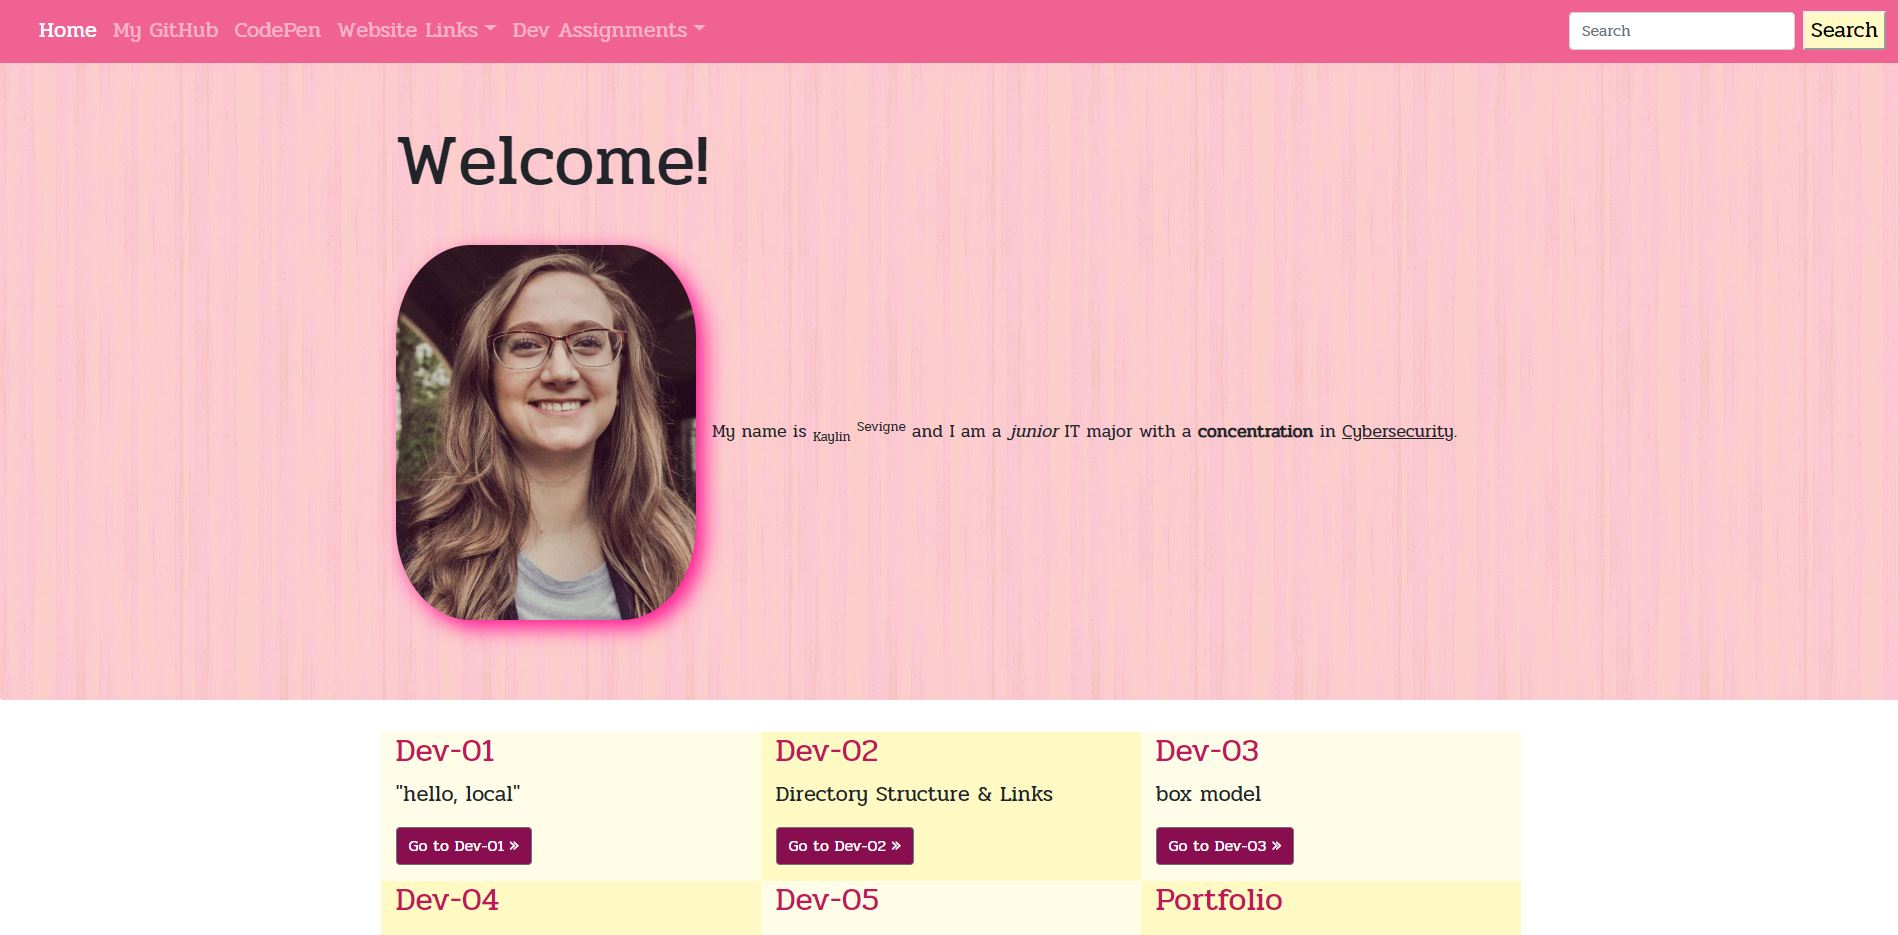 Home My GitHub CodePen Website Links Dev Assignments Search Search
Welcome!
My name is Kaylin Sevigne and I am a junior IT major with a concentration in Cybersecurity.
Dev-01 Dev-02 Dev-03
"hello, local" Directory Structure & Links box model
Go to Dev-01 » Go to Dev-02 » Go to Dev-03 »
Dev-04 Dev-05 Portfolio